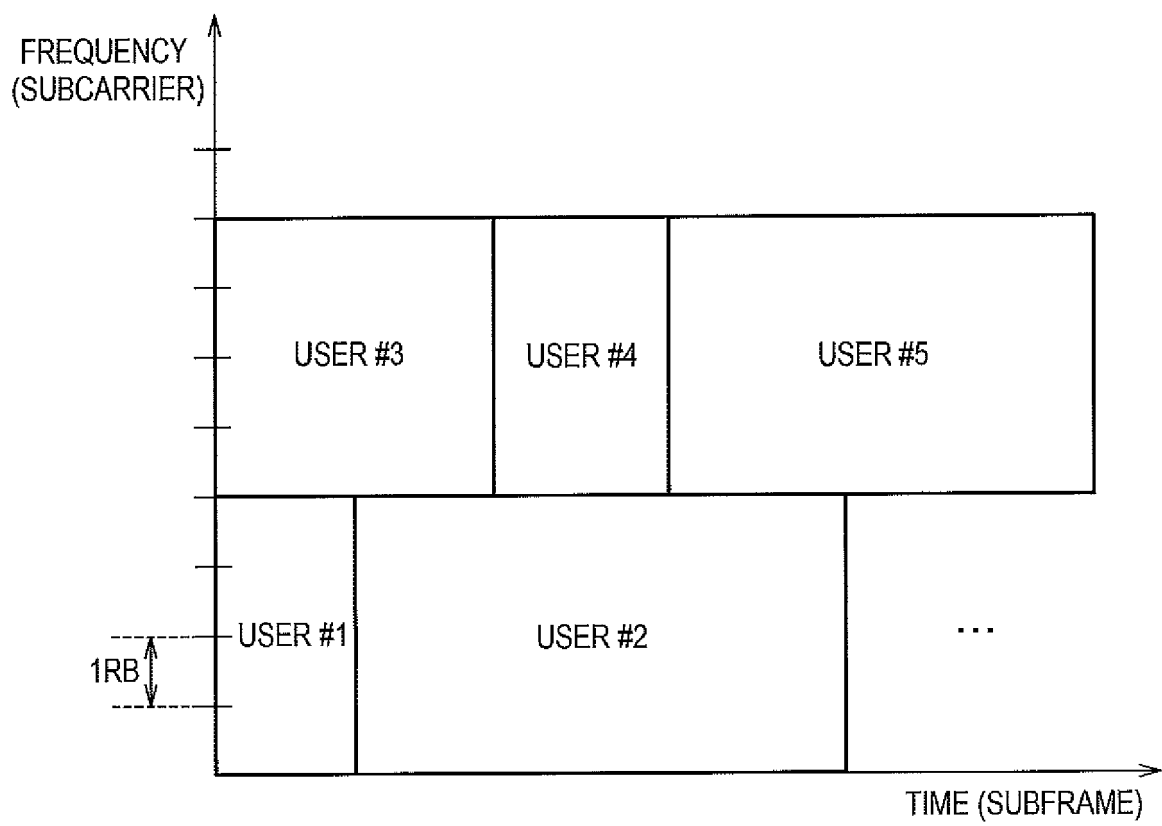 FREQUENCY
(SUBCARRIER)
USER #3
USER #4
USER #5
USER #1
USER #2
...
1RB
TIME (SUBFRAME)